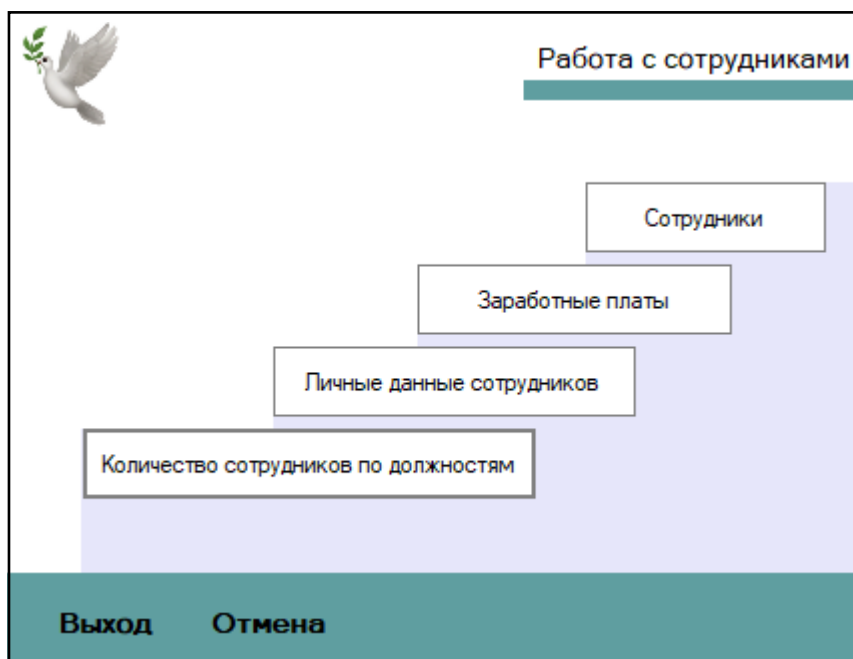 Работа с сотрудниками
Сотрудники
Заработные платы
Личные данные сотрудников
Количество сотрудников по должностям
Выход Отмена